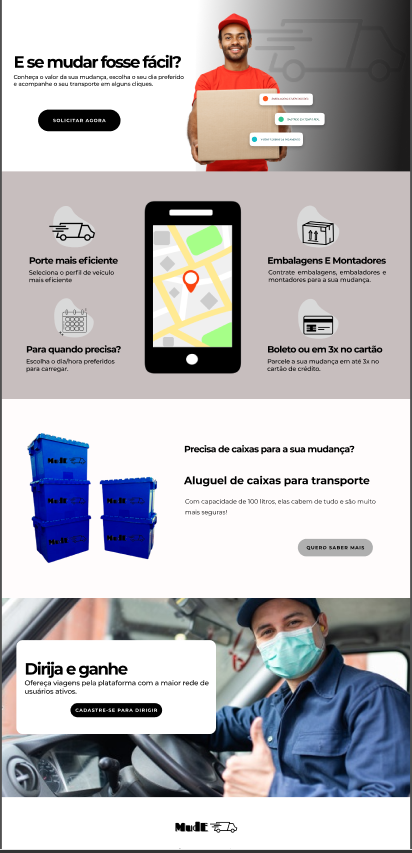 E se mudar fosse fácil?
Conheça o valor da sua mudança, escolha o seu dia preferido
e acompanhe o seu transporte em alguns cliques.
SOLICITAR AGORA
Porte mais eficiente
Seleciona o perfil de veículo
mais eficiente
Embalagens E Montadores
Contrate embalagens, embaladores e
montadores para a sua mudança.
Para quando precisa?
Escolha o dia/hora preferidos
para carregar.
Boleto ou em 3x no cartão
Parcele a sua mudança em até 3x no
cartão de crédito.
Precisa de caixas para a sua mudança?
Aluguel de caixas para transporte
Com capacidade de 100 litros, elas cabem de tudo e são muito
mais seguras!
QUERO SABER MAIS
Dirija e ganhe
Ofereça viagens pela plataforma com a maior rede de
usuários ativos.
CADASTRE-SE PARA DIRIGIR
MudE